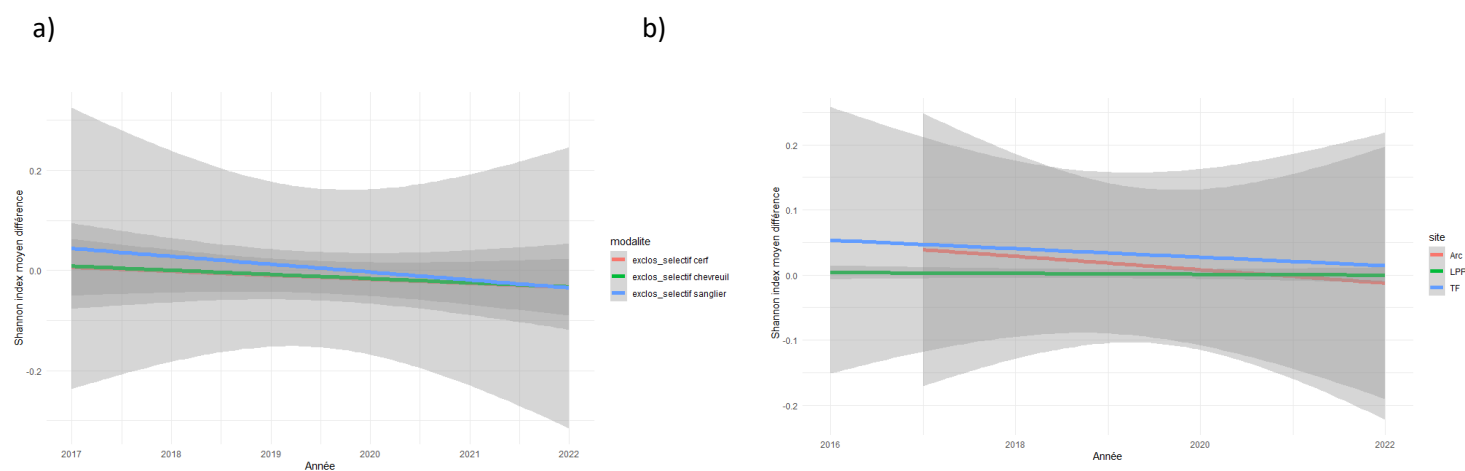 a)
b)
Shannon index moyen différence
0.2
0.0
-0.2
2017
2018
2019
2020
2021
2022
Année
modalite
exclos_selectif cerf
exclos_selectif chevreuil
exclos_selectif sanglier
Shannon index moyen différence
0.2
0.1
0.0
-0.1
-0.2
2016
2018
2020
2022
Année
site
Arc
LPF
TF